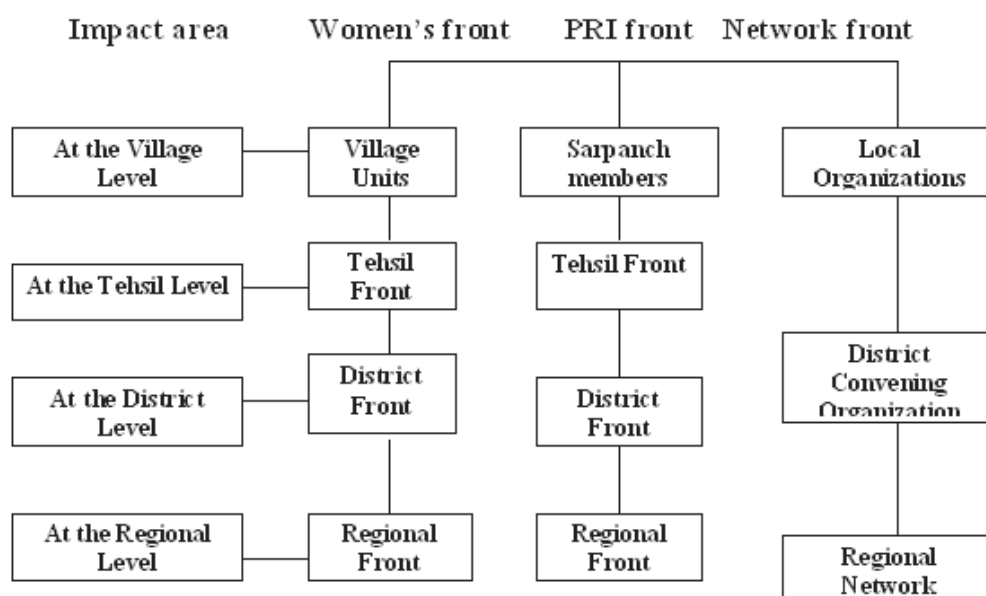 Impact area Women's front PRI front Network front
At the Village
Level
Village
Units
Sarpanch
members
Local
Organizations
At the Tehsil Level
Tehsil
Front
Tehsil Front
At the District
Level
District
Front
District
Front
District
Convening
Organization
At the Regional
Level
Regional
Front
Regional
Front
Regional
Network